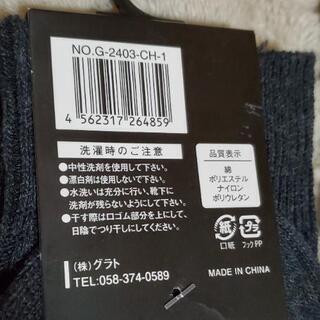 NO.G-2403-CH-1
4 562317 264859
洗濯時のご注意
●中性洗剤を使用して下さい。
●漂白剤は使用しないで下さい。
●水洗いは充分に行い、靴下に
洗剤が残らないようにして下さい。
●干す際は口ゴム部分を上にして、
日陰でつり干しにして下さい。
品質表示
綿
ポリエステル
ナイロン
ポリウレタン
紙
プラ
口紙
フックPP
(株)グラト
TEL:058-374-0589
MADE IN CHINA